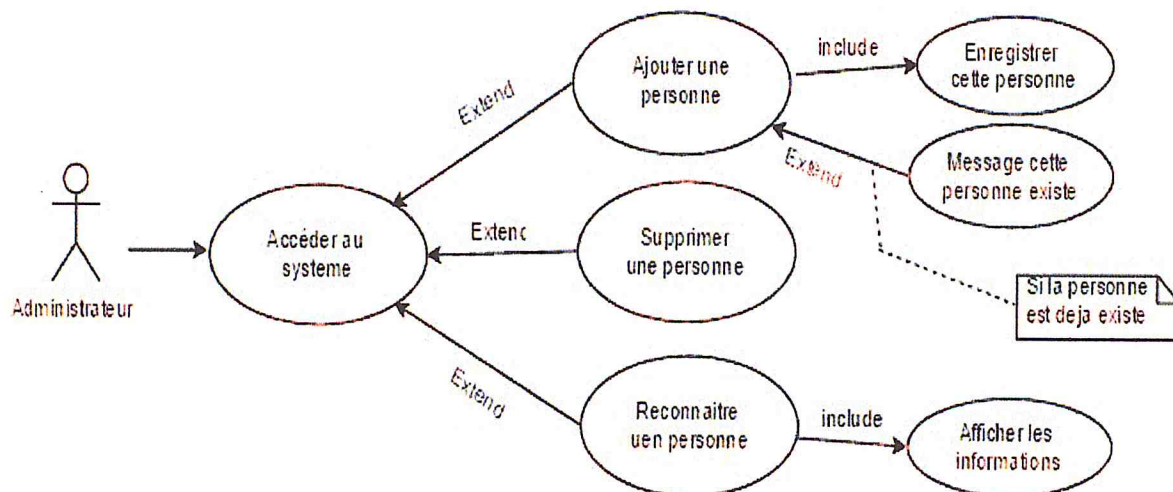 Ajouter une
personne
include
Enregistrer
cette personne
Extend
Extend
Message cette
personne existe
Administrateur
Accéder au
systeme
Extend
Supprimer
une personne
Si la personne
est deja existe
Extend
Reconnaitre
uen personne
include
Afficher les
informations